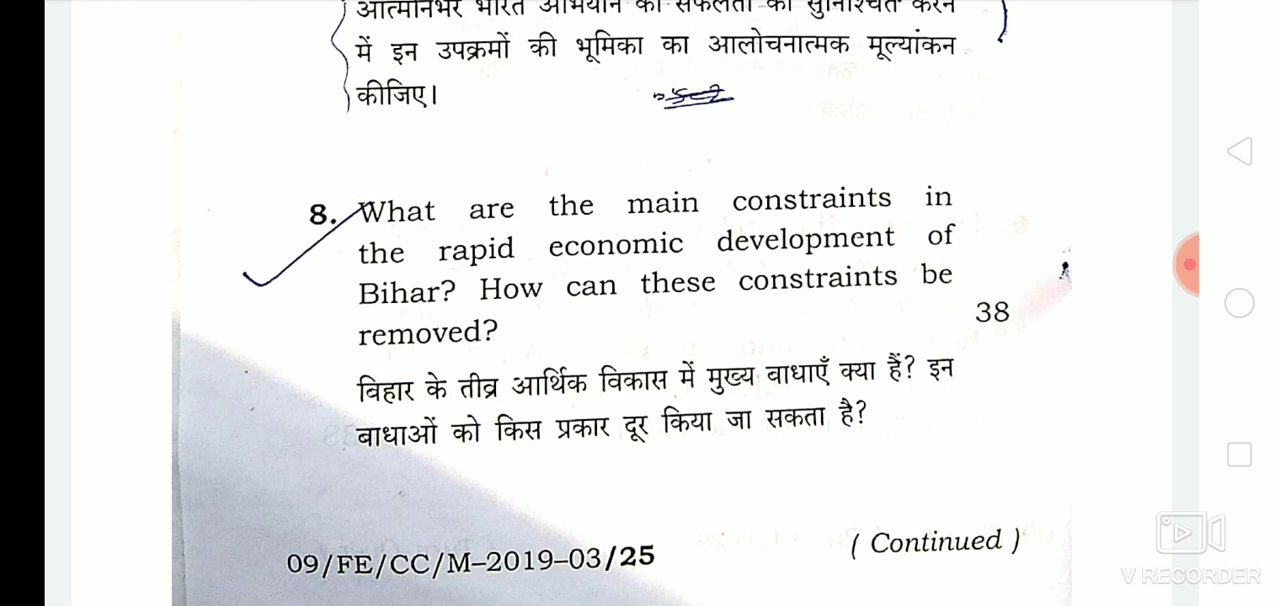 आत्मनिर्भर भारत अभियान की सफलता को सुनिश्चित करने
में इन उपक्रमों की भूमिका का आलोचनात्मक मूल्यांकन
कीजिए।
8. What are the main constraints in
the rapid economic development of
Bihar? How can these constraints be
removed?
38
विहार के तीव्र आर्थिक विकास में मुख्य बाधाएँ क्या हैं? इन
बाधाओं को किस प्रकार दूर किया जा सकता है?
09/FE/CC/M–2019–03/25
( Continued )
V RECORDER